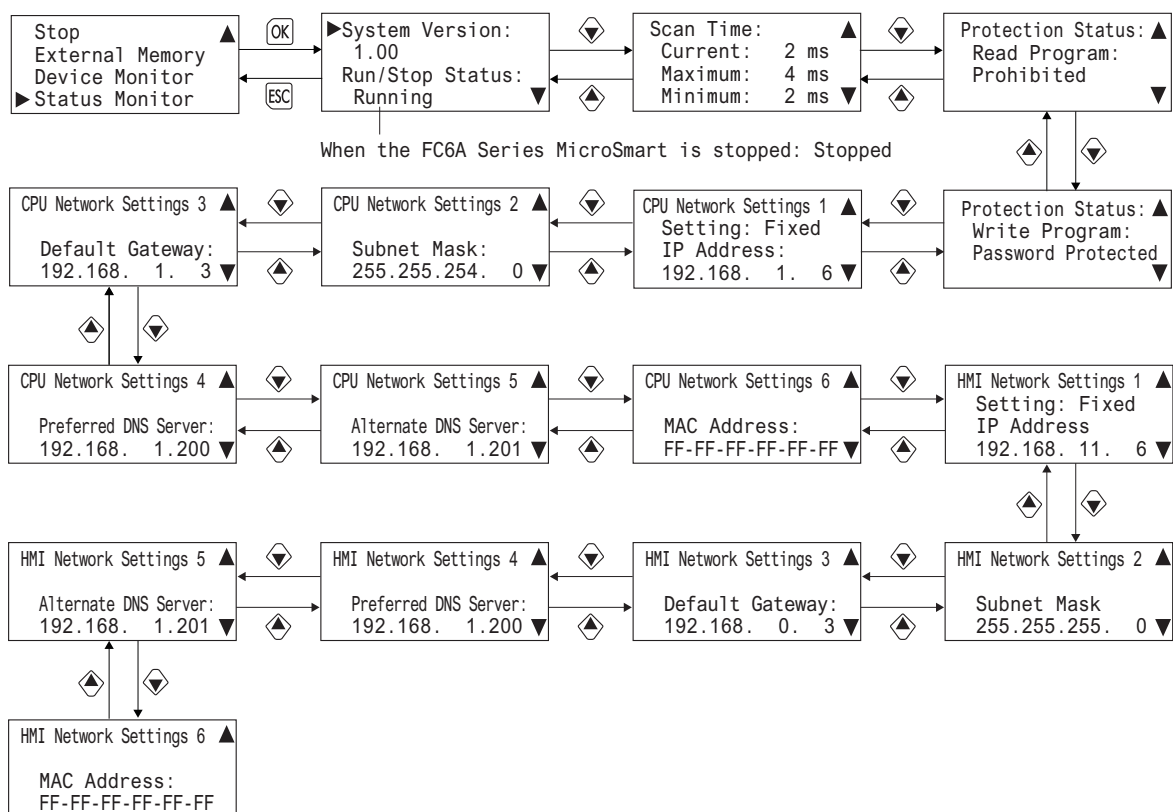 Stop
External Memory
Device Monitor
▶Status Monitor
OK
ESC
▶System Version:
1.00
Run/Stop Status:
Running
Scan Time:
Current: 2 ms
Maximum: 4 ms
Minimum: 2 ms
Protection Status:
Read Program:
Prohibited
When the FC6A Series MicroSmart is stopped: Stopped
CPU Network Settings 3
Default Gateway:
192.168. 1. 3
CPU Network Settings 2
Subnet Mask:
255.255.254. 0
CPU Network Settings 1
Setting: Fixed
IP Address:
192.168. 1. 6
Protection Status:
Write Program:
Password Protected
CPU Network Settings 4
Preferred DNS Server:
192.168. 1.200
CPU Network Settings 5
Alternate DNS Server:
192.168. 1.201
CPU Network Settings 6
MAC Address:
FF-FF-FF-FF-FF-FF
HMI Network Settings 1
Setting: Fixed
IP Address
192.168. 11. 6
HMI Network Settings 5
Alternate DNS Server:
192.168. 1.201
HMI Network Settings 4
Preferred DNS Server:
192.168. 1.200
HMI Network Settings 3
Default Gateway:
192.168. 0. 3
HMI Network Settings 2
Subnet Mask
255.255.255. 0
HMI Network Settings 6
MAC Address:
FF-FF-FF-FF-FF-FF